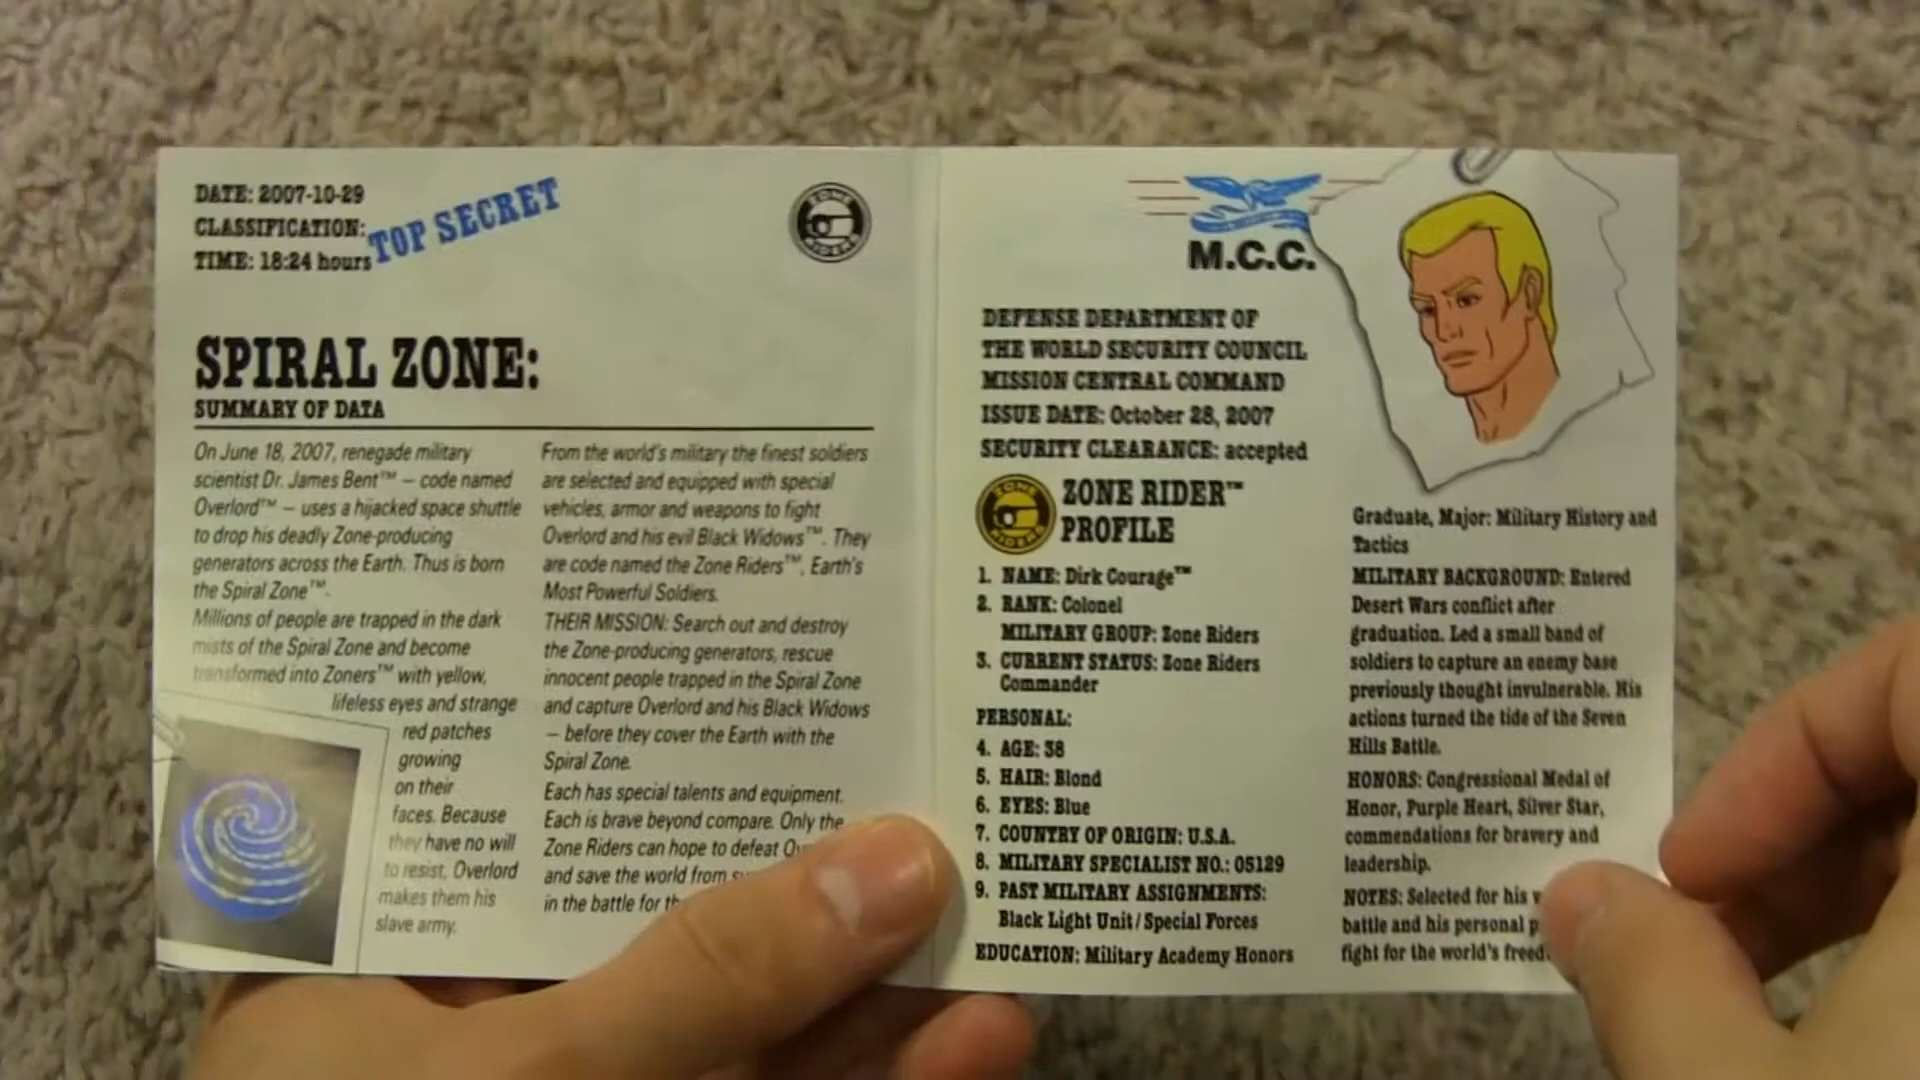 DATE: 2007-10-29
CLASSIFICATION:
TOP SECRET
TIME: 18:24 hours
ZONE
RIDERS
SPIRAL ZONE:
SUMMARY OF DATA
On June 18, 2007, renegade military
scientist Dr. James Bent™ – code named
Overlord™ – uses a hijacked space shuttle
to drop his deadly Zone-producing
generators across the Earth. Thus is born
the Spiral Zone™.
Millions of people are trapped in the dark
mists of the Spiral Zone and become
transformed into Zoners™ with yellow,
lifeless eyes and strange
red patches
growing
on their
faces. Because
they have no will
to resist, Overlord
makes them his
slave army.
From the world's military the finest soldiers
are selected and equipped with special
vehicles, armor and weapons to fight
Overlord and his evil Black Widows™. They
are code named the Zone Riders™, Earth's
Most Powerful Soldiers.
THEIR MISSION: Search out and destroy
the Zone-producing generators, rescue
innocent people trapped in the Spiral Zone
and capture Overlord and his Black Widows
– before they cover the Earth with the
Spiral Zone.
Each has special talents and equipment.
Each is brave beyond compare. Only the
Zone Riders can hope to defeat
and save the world from
in the battle for
M.C.C.
DEFENSE DEPARTMENT OF
THE WORLD SECURITY COUNCIL
MISSION CENTRAL COMMAND
ISSUE DATE: October 28, 2007
SECURITY CLEARANCE: accepted
ZONE
RIDERS
ZONE RIDER™
PROFILE
1. NAME: Dirk Courage™
2. RANK: Colonel
MILITARY GROUP: Zone Riders
3. CURRENT STATUS: Zone Riders
Commander
PERSONAL:
4. AGE: 38
5. HAIR: Blond
6. EYES: Blue
7. COUNTRY OF ORIGIN: U.S.A.
8. MILITARY SPECIALIST NO.: 05129
9. PAST MILITARY ASSIGNMENTS:
Black Light Unit/Special Forces
EDUCATION: Military Academy Honors
Graduate, Major: Military History and
Tactics
MILITARY BACKGROUND: Entered
Desert Wars conflict after
graduation. Led a small band of
soldiers to capture an enemy base
previously thought invulnerable. His
actions turned the tide of the Seven
Hills Battle.
HONORS: Congressional Medal of
Honor, Purple Heart, Silver Star,
commendations for bravery and
leadership.
NOTES: Selected for his
battle and his personal
fight for the world's